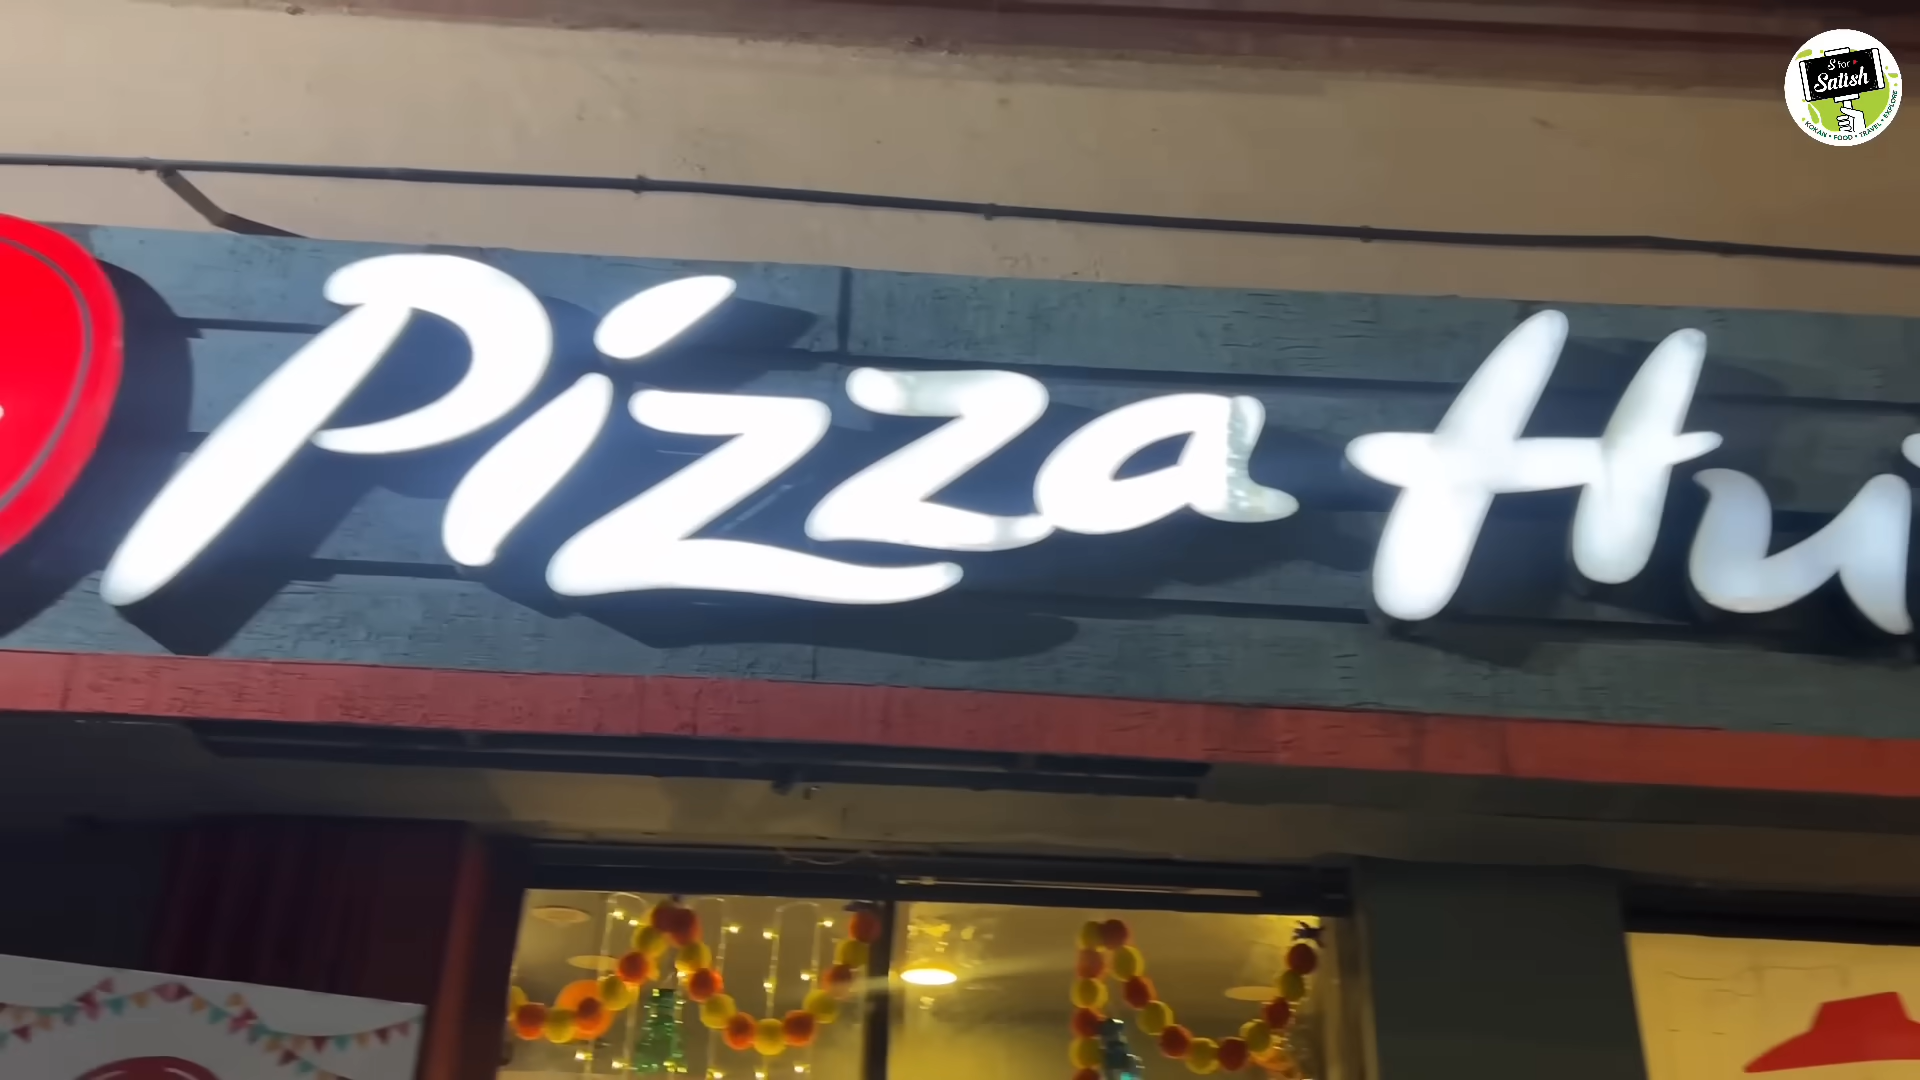 S for
Satish
KOKAN • FOOD • TRAVEL • EXPLORE
Pizza Hu